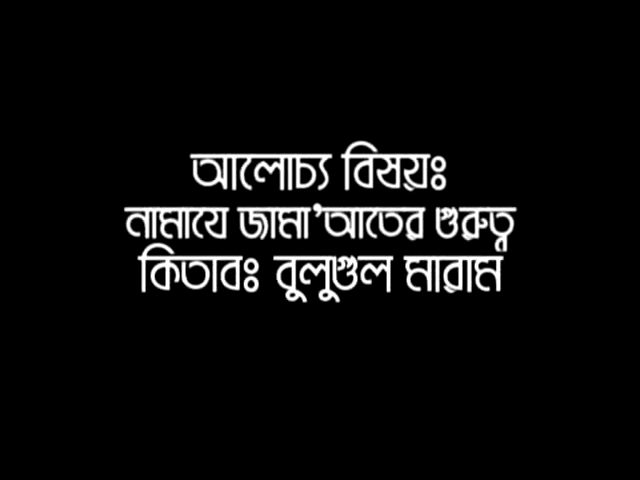 আলোচ্য বিষয়ঃ
নামাযে জামা'আতের গুরুত্ব
কিতাবঃ বুলুগুল মারাম